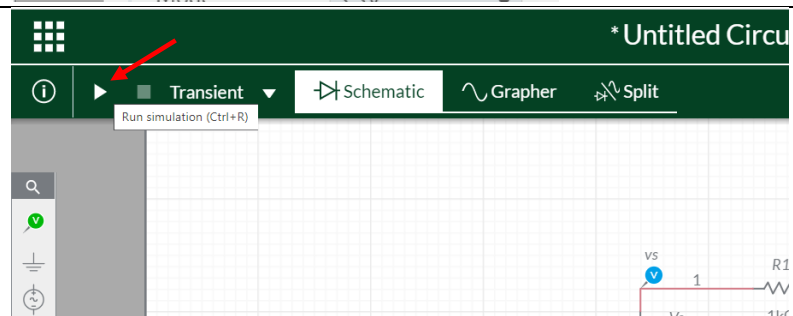 *Untitled Circu
Transient
Schematic
Grapher
Split
Run simulation (Ctrl+R)
V
vs
V
1
R1